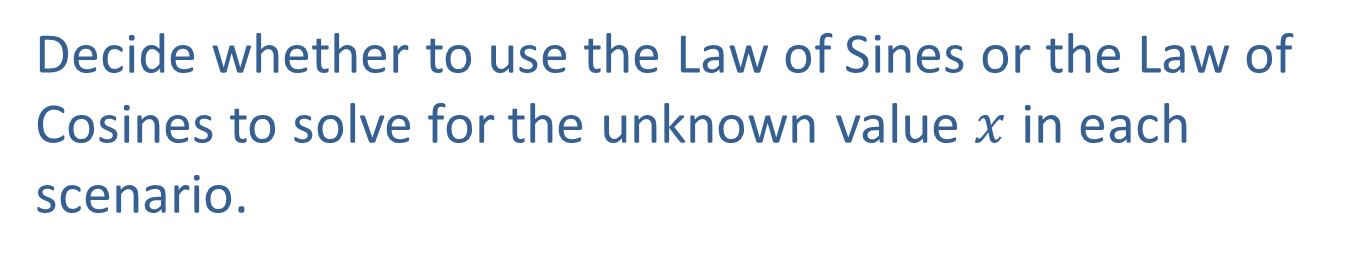 Decide whether to use the Law of Sines or the Law of
Cosines to solve for the unknown value 𝑥 in each
scenario.